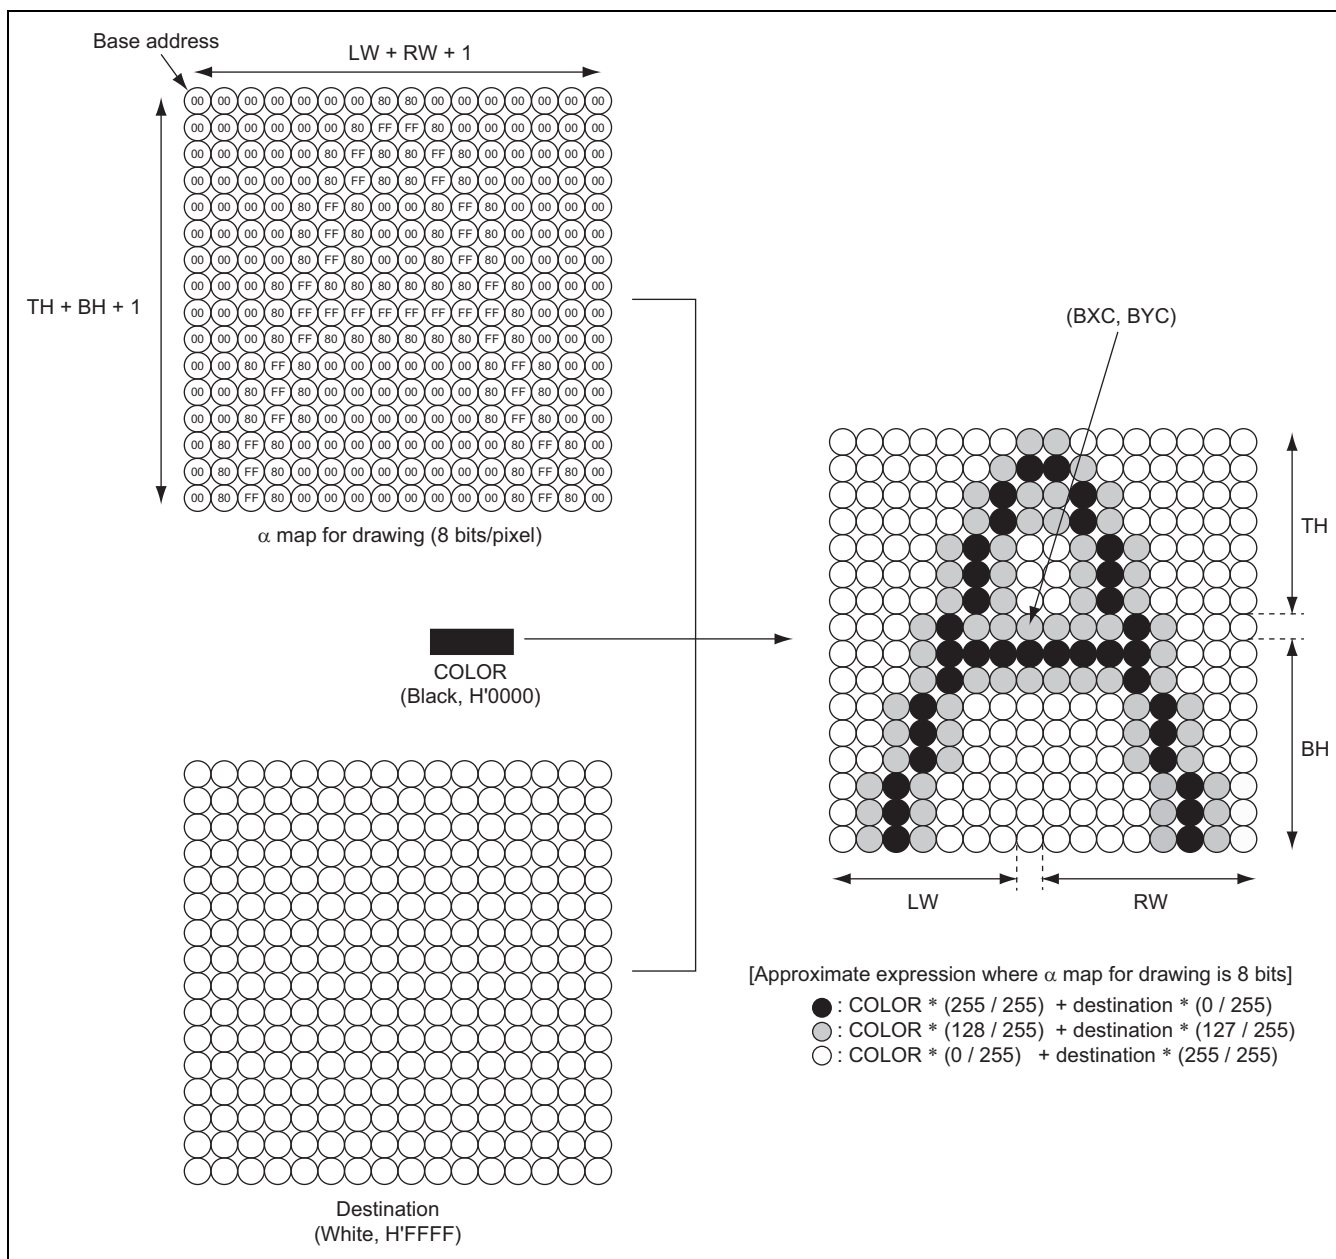 Base address
LW + RW + 1
00 00 00 00 00 00 00 80 80 00 00 00 00 00 00 00
00 00 00 00 00 00 80 FF FF 80 00 00 00 00 00 00
00 00 00 00 00 80 FF 80 80 FF 80 00 00 00 00 00
00 00 00 00 00 80 FF 80 80 FF 80 00 00 00 00 00
00 00 00 00 80 FF 80 00 00 80 FF 80 00 00 00 00
00 00 00 00 80 FF 80 00 00 80 FF 80 00 00 00 00
00 00 00 00 80 FF 80 00 00 80 FF 80 00 00 00 00
00 00 00 80 FF 80 80 80 80 80 80 FF 80 00 00 00
00 00 00 80 FF FF FF FF FF FF FF FF 80 00 00 00
00 00 00 80 FF 80 80 80 80 80 80 FF 80 00 00 00
00 00 80 FF 80 00 00 00 00 00 00 80 FF 80 00 00
00 00 80 FF 80 00 00 00 00 00 00 80 FF 80 00 00
00 00 80 FF 80 00 00 00 00 00 00 80 FF 80 00 00
00 80 FF 80 00 00 00 00 00 00 00 00 80 FF 80 00
00 80 FF 80 00 00 00 00 00 00 00 00 80 FF 80 00
00 80 FF 80 00 00 00 00 00 00 00 00 80 FF 80 00
TH + BH + 1
α map for drawing (8 bits/pixel)
COLOR
(Black, H'0000)
Destination
(White, H'FFFF)
(BXC, BYC)
TH
BH
LW
RW
[Approximate expression where α map for drawing is 8 bits]
: COLOR * (255 / 255) + destination * (0 / 255)
: COLOR * (128 / 255) + destination * (127 / 255)
: COLOR * (0 / 255) + destination * (255 / 255)